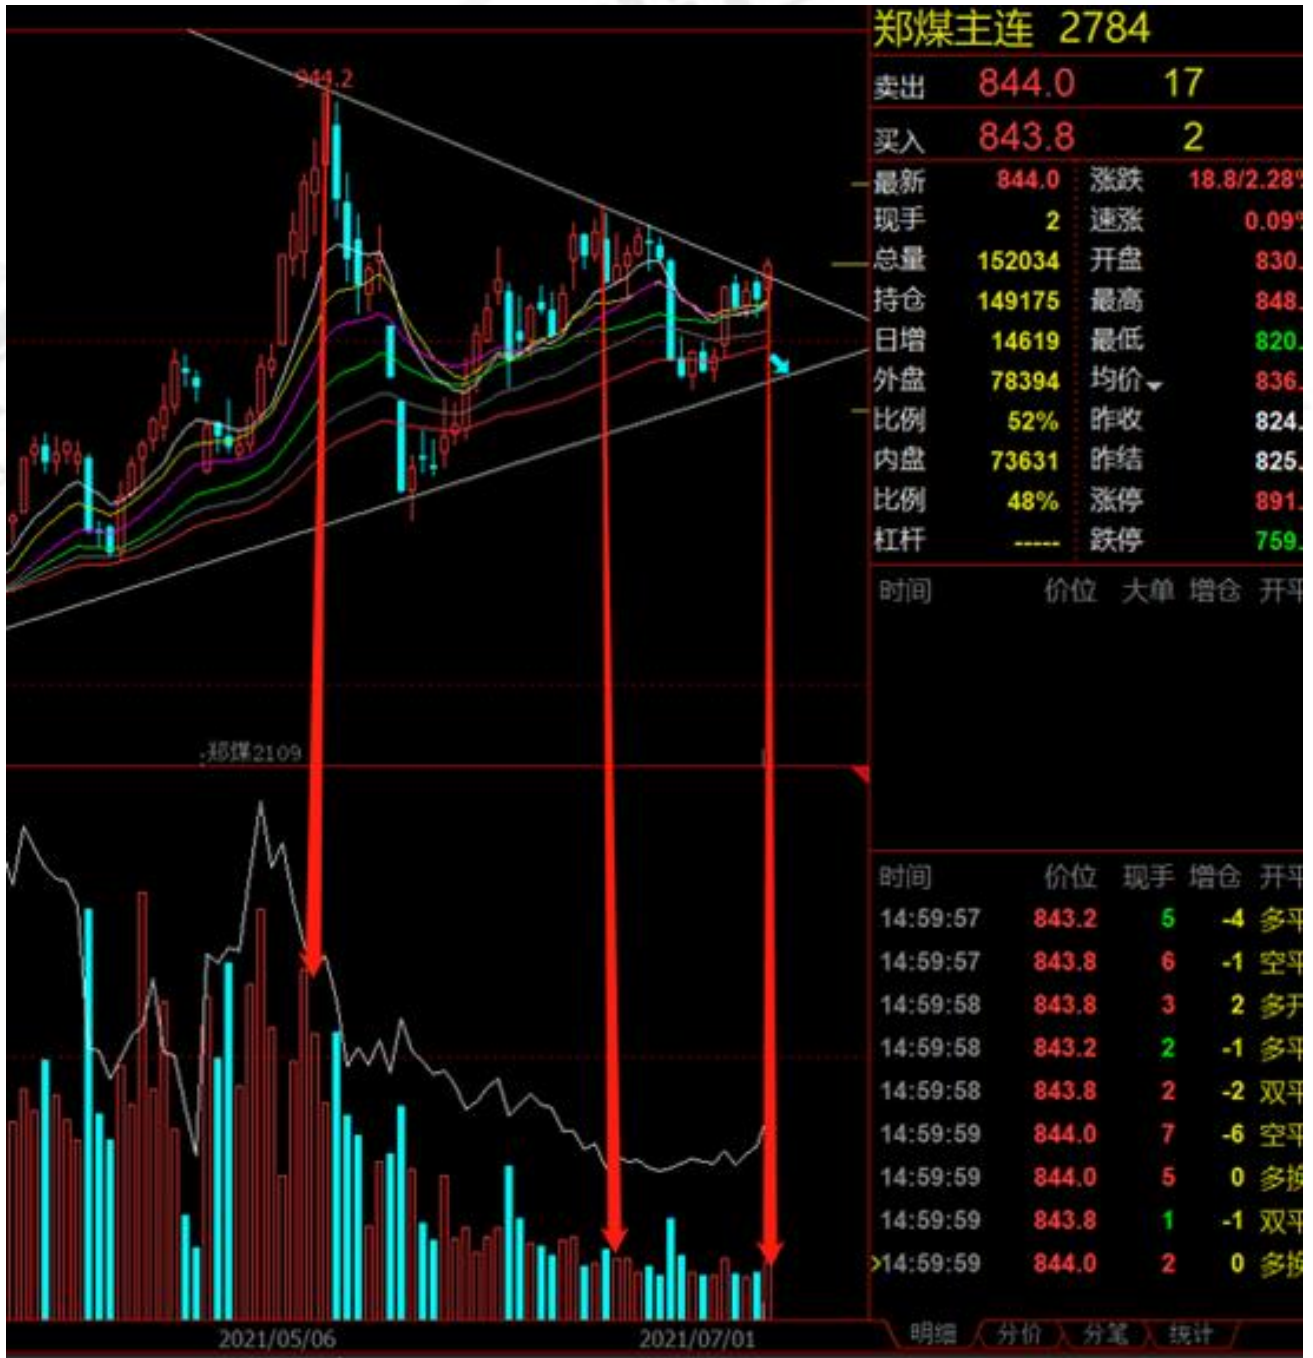 944.2
郑煤2109
2021/05/06 2021/07/01
郑煤主连 2784
卖出 844.0 17
买入 843.8 2
最新 844.0 涨跌 18.8/2.28%
现手 2 速涨 0.09%
总量 152034 开盘 830.
持仓 149175 最高 848.
日增 14619 最低 820.
外盘 78394 均价 836.
比例 52% 昨收 824.
内盘 73631 昨结 825.
比例 48% 涨停 891.
杠杆 ----- 跌停 759.
时间 价位 大单 增仓 开平
时间 价位 现手 增仓 开平
14:59:57 843.2 5 -4 多平
14:59:57 843.8 6 -1 空平
14:59:58 843.8 3 2 多开
14:59:58 843.2 2 -1 多平
14:59:58 843.8 2 -2 双平
14:59:59 844.0 7 -6 空平
14:59:59 844.0 5 0 多换
14:59:59 843.8 1 -1 双平
14:59:59 844.0 2 0 多换
明细 分价 分笔 统计